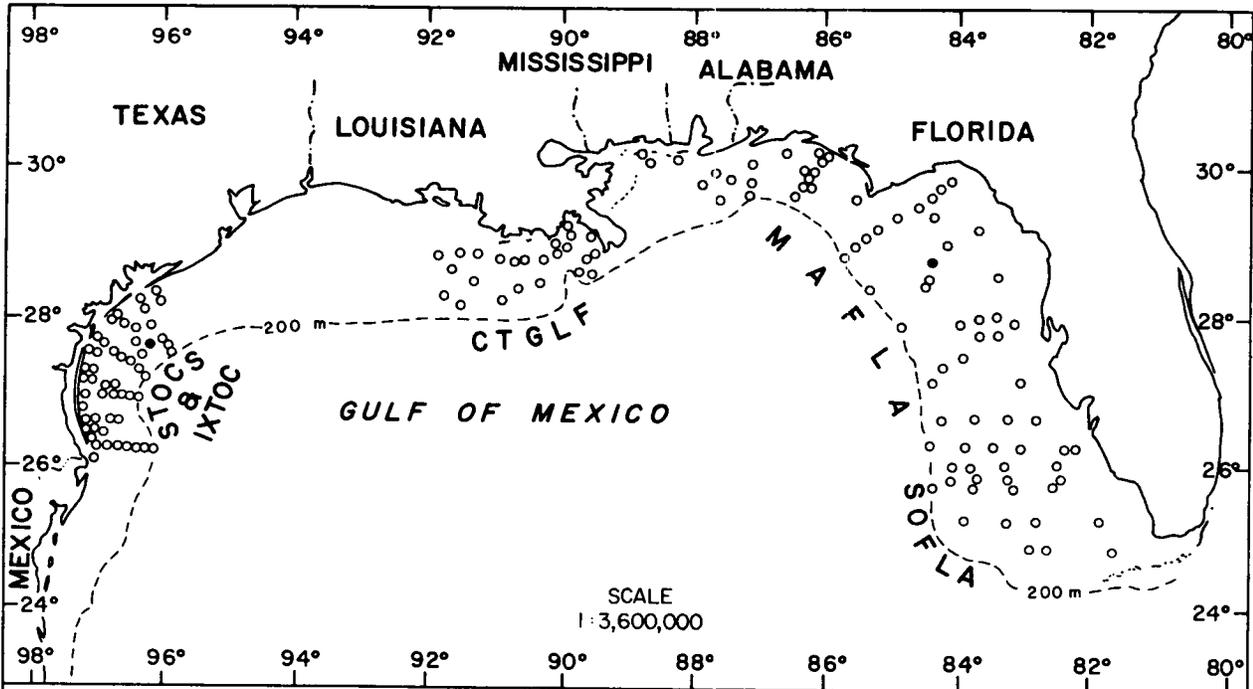 98° 96° 94° 92° 90° 88° 86° 84° 82° 80°
MISSISSIPPI
ALABAMA
TEXAS
LOUISIANA
FLORIDA
30° 30°
28° 28°
200 m
CTGLF
MAFLA
STOCS
&
IXTOC
GULF OF MEXICO
26° 26°
SOFLA
MEXICO
24° 24°
SCALE
1:3,600,000
200 m
98° 96° 94° 92° 90° 88° 86° 84° 82° 80°